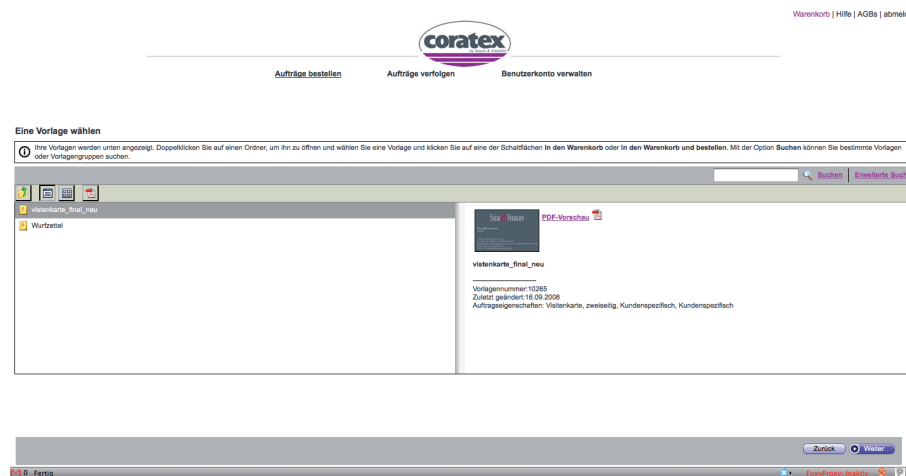 Warenkorb | Hilfe | AGBs | abmeld
coratex
Aufträge bestellen Aufträge verfolgen Benutzerkonto verwalten
Eine Vorlage wählen
Ihre Vorlagen werden unten angezeigt. Doppelklicken Sie auf einen Ordner, um ihn zu öffnen und wählen Sie eine Vorlage und klicken Sie auf eine der Schaltflächen In den Warenkorb oder In den Warenkorb und bestellen. Mit der Option Suchen können Sie bestimmte Vorlagen
oder Vorlagengruppen suchen.
Suchen Erweiterte Such
vistenkarte_final_neu
Wurfzettel
PDF-Vorschau
vistenkarte_final_neu
Vorlagennummer:10265
Zuletzt geändert:16.09.2008
Auftragseigenschaften: Visitenkarte, zweiseitig, Kundenspezifisch, Kundenspezifisch
Zurück Weiter
0 Fertig FoxyProxy: Inaktiv